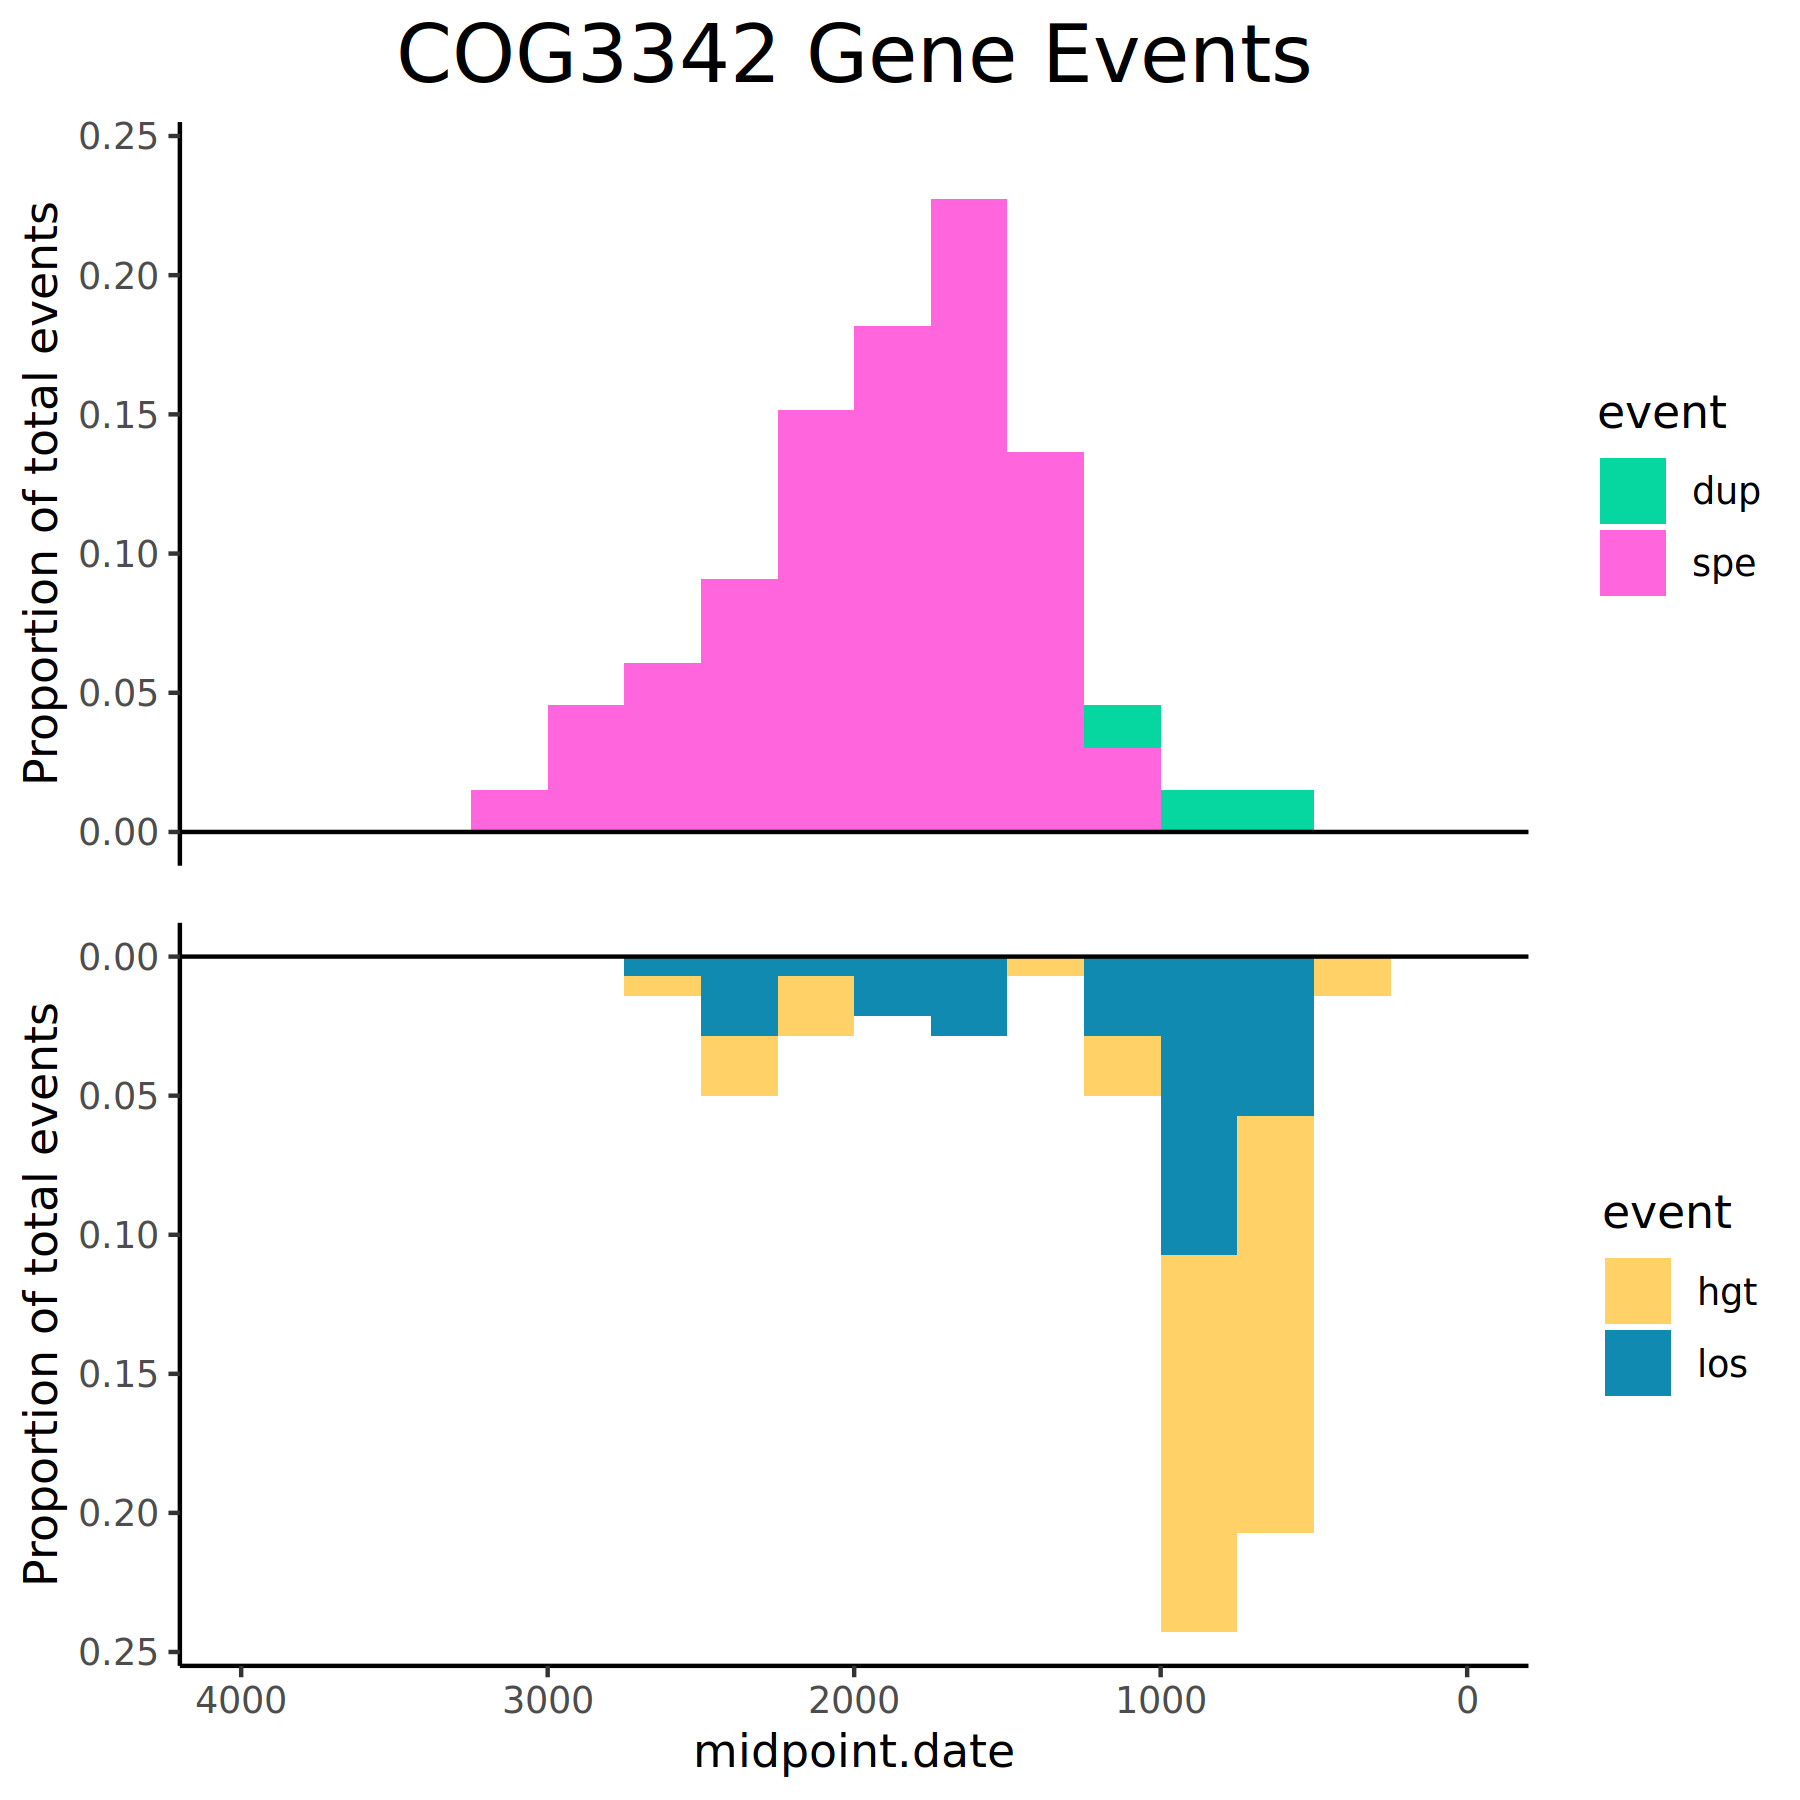 COG3342 Gene Events
Proportion of total events
0.25
0.20
0.15
0.10
0.05
0.00
event
dup
spe
Proportion of total events
0.00
0.05
0.10
0.15
0.20
0.25
event
hgt
los
4000 3000 2000 1000 0
midpoint.date